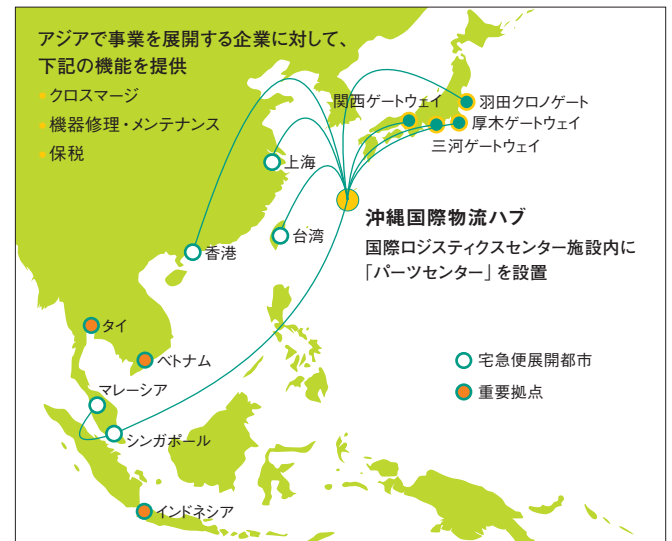 アジアで事業を展開する企業に対して、
下記の機能を提供
クロスマージ
機器修理・メンテナンス
保税
関西ゲートウェイ
羽田クロノゲート
厚木ゲートウェイ
三河ゲートウェイ
上海
沖縄国際物流ハブ
国際ロジスティクスセンター施設内に
「パーツセンター」を設置
台湾
香港
タイ
ベトナム
宅急便展開都市
重要拠点
マレーシア
シンガポール
インドネシア